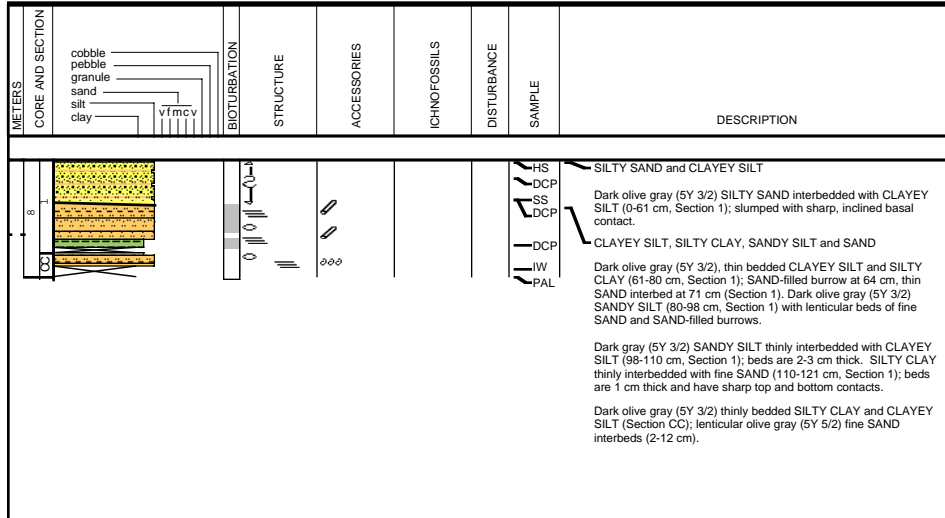 METERS
CORE AND SECTION
cobble
pebble
granule
sand
silt
clay
v f m c v
BIOTURBATION
STRUCTURE
ACCESSORIES
ICHNOFOSSILS
DISTURBANCE
SAMPLE
DESCRIPTION
8
1
CC
HS
DCP
SS
DCP
DCP
IW
PAL
SILTY SAND and CLAYEY SILT
Dark olive gray (5Y 3/2) SILTY SAND interbedded with CLAYEY
SILT (0-61 cm, Section 1); slumped with sharp, inclined basal
contact.
CLAYEY SILT, SILTY CLAY, SANDY SILT and SAND
Dark olive gray (5Y 3/2), thin bedded CLAYEY SILT and SILTY
CLAY (61-80 cm, Section 1); SAND-filled burrow at 64 cm, thin
SAND interbed at 71 cm (Section 1). Dark olive gray (5Y 3/2)
SANDY SILT (80-98 cm, Section 1) with lenticular beds of fine
SAND and SAND-filled burrows.
Dark gray (5Y 3/2) SANDY SILT thinly interbedded with CLAYEY
SILT (98-110 cm, Section 1); beds are 2-3 cm thick. SILTY CLAY
thinly interbedded with fine SAND (110-121 cm, Section 1); beds
are 1 cm thick and have sharp top and bottom contacts.
Dark olive gray (5Y 3/2) thinly bedded SILTY CLAY and CLAYEY
SILT (Section CC); lenticular olive gray (5Y 5/2) fine SAND
interbeds (2-12 cm).